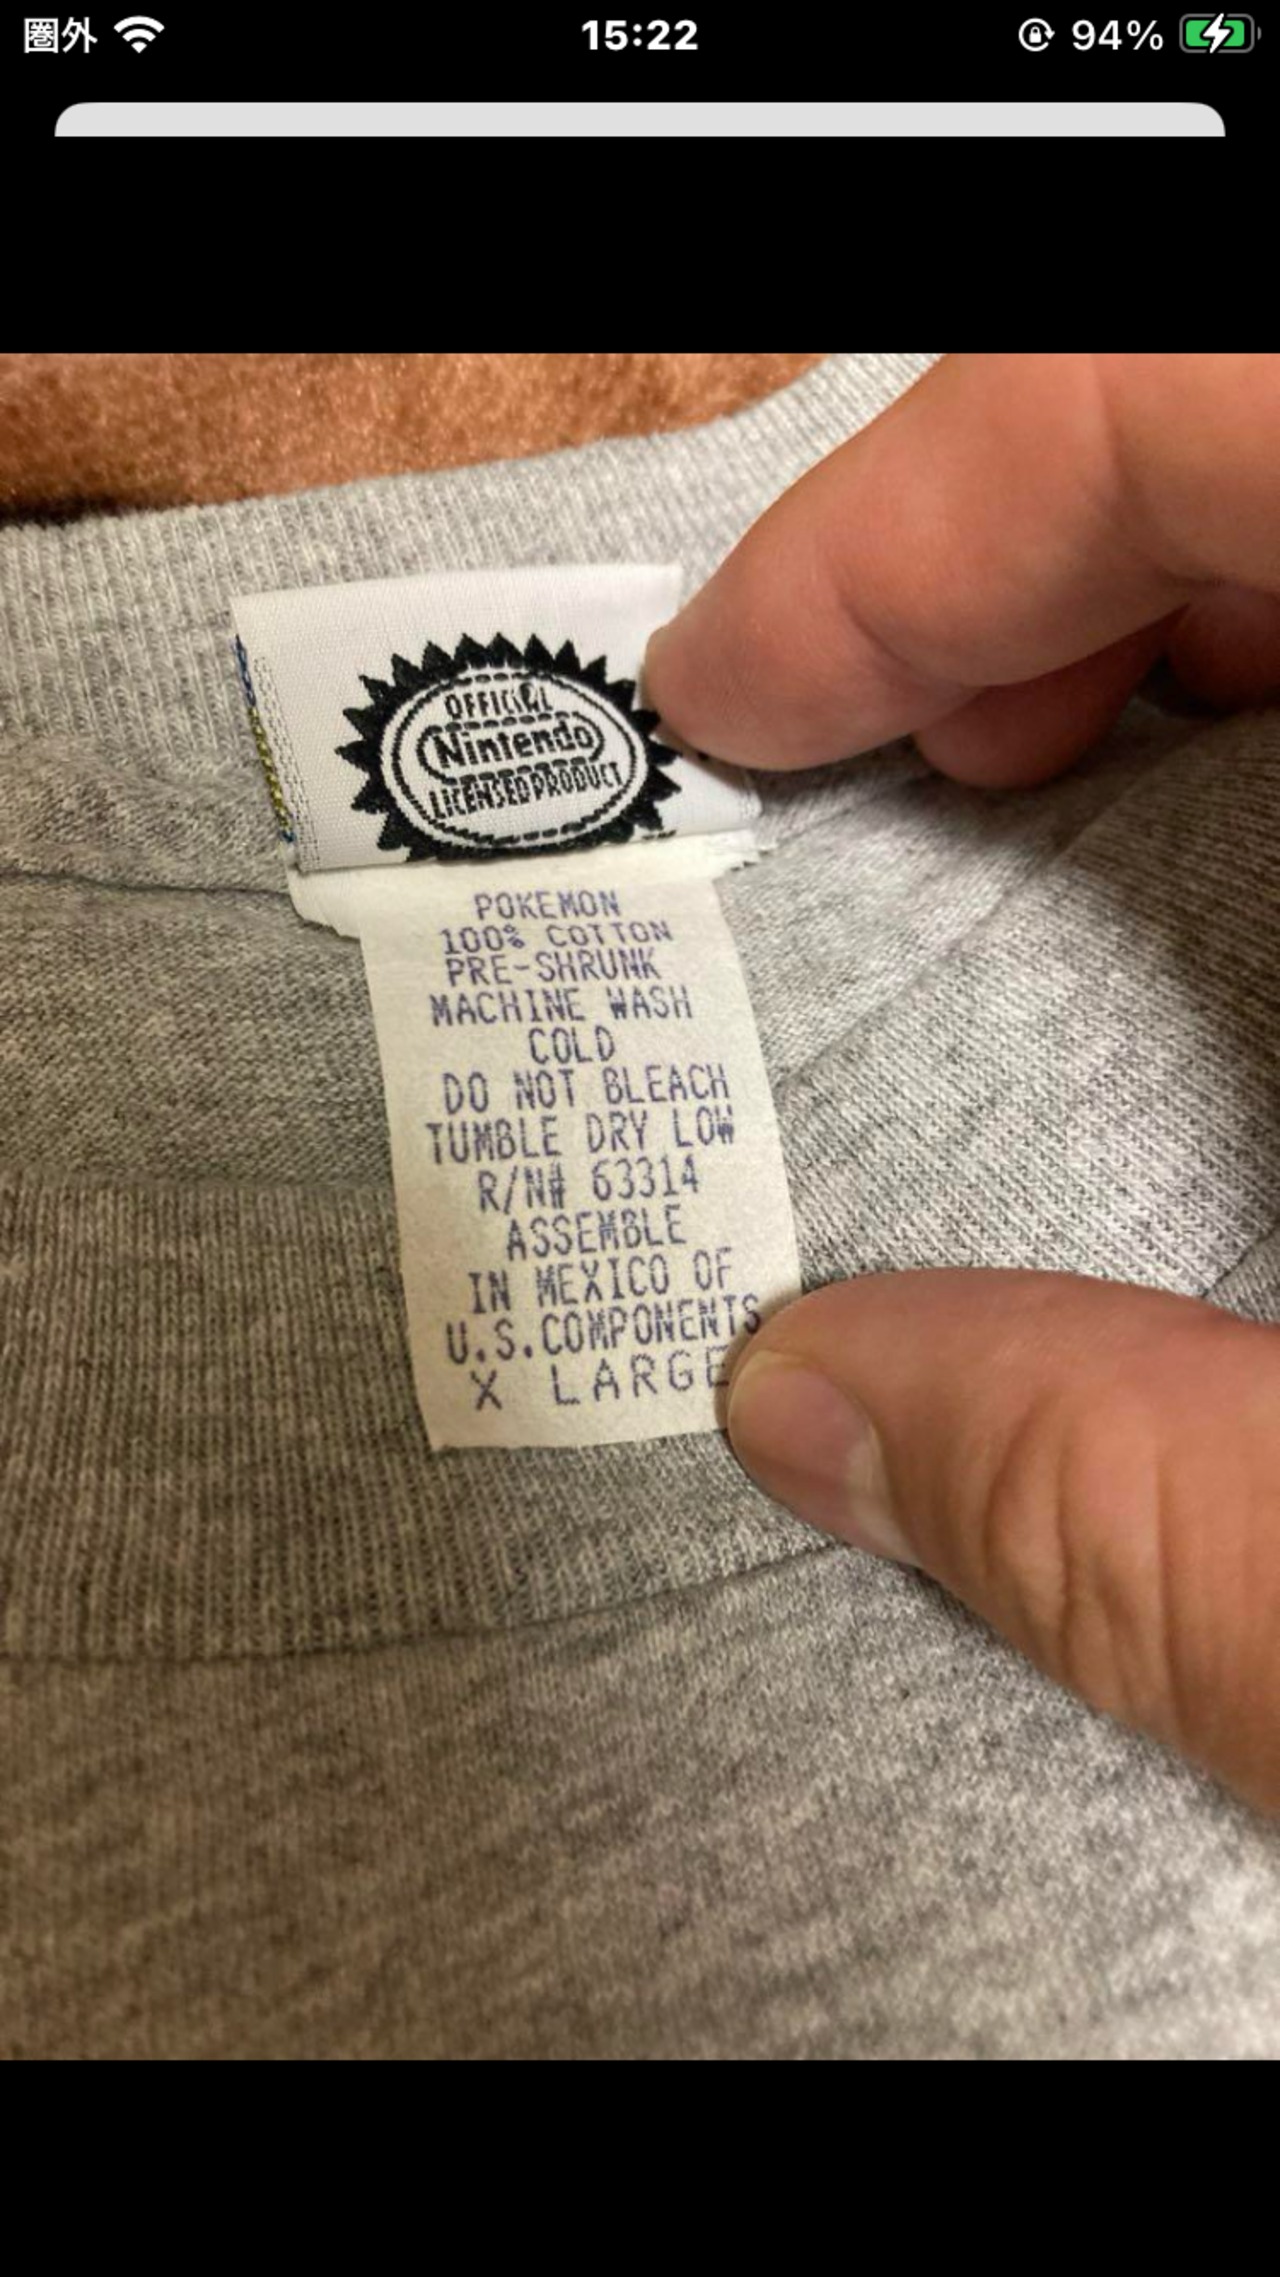 圏外
15:22
94%
OFFICIAL
Nintendo
LICENSED PRODUCT
POKEMON
100% COTTON
PRE-SHRUNK
MACHINE WASH
COLD
DO NOT BLEACH
TUMBLE DRY LOW
R/N# 63314
ASSEMBLE
IN MEXICO OF
U.S.COMPONENTS
X LARGE